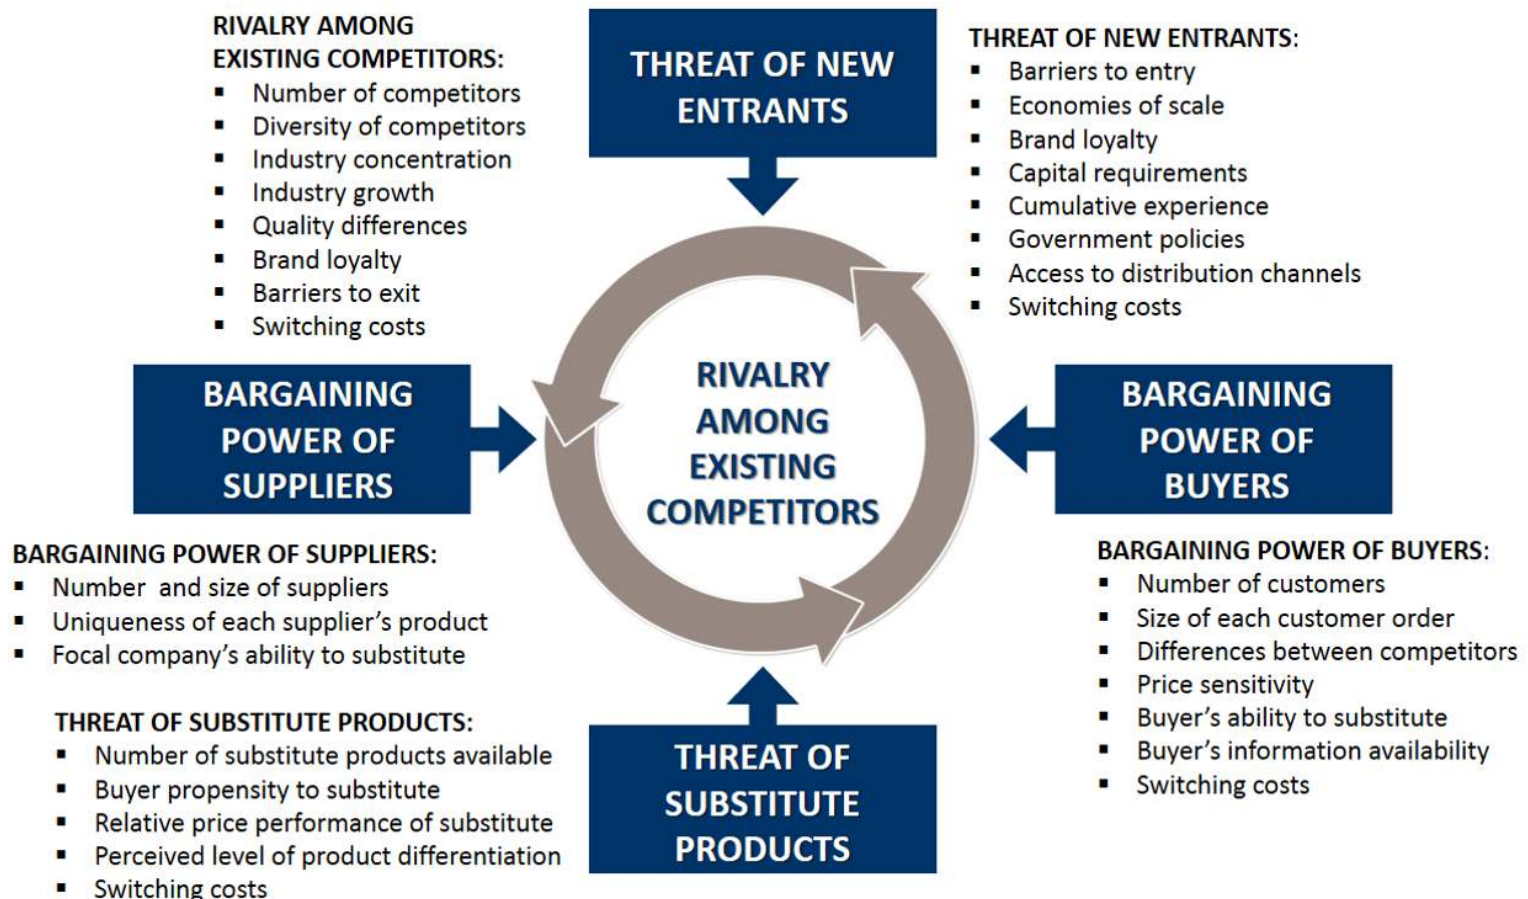 RIVALRY AMONG
EXISTING COMPETITORS:
▪ Number of competitors
▪ Diversity of competitors
▪ Industry concentration
▪ Industry growth
▪ Quality differences
▪ Brand loyalty
▪ Barriers to exit
▪ Switching costs
THREAT OF NEW
ENTRANTS
THREAT OF NEW ENTRANTS:
▪ Barriers to entry
▪ Economies of scale
▪ Brand loyalty
▪ Capital requirements
▪ Cumulative experience
▪ Government policies
▪ Access to distribution channels
▪ Switching costs
BARGAINING
POWER OF
SUPPLIERS
RIVALRY
AMONG
EXISTING
COMPETITORS
BARGAINING
POWER OF
BUYERS
BARGAINING POWER OF SUPPLIERS:
▪ Number and size of suppliers
▪ Uniqueness of each supplier’s product
▪ Focal company’s ability to substitute
BARGAINING POWER OF BUYERS:
▪ Number of customers
▪ Size of each customer order
▪ Differences between competitors
▪ Price sensitivity
▪ Buyer’s ability to substitute
▪ Buyer’s information availability
▪ Switching costs
THREAT OF SUBSTITUTE PRODUCTS:
▪ Number of substitute products available
▪ Buyer propensity to substitute
▪ Relative price performance of substitute
▪ Perceived level of product differentiation
▪ Switching costs
THREAT OF
SUBSTITUTE
PRODUCTS